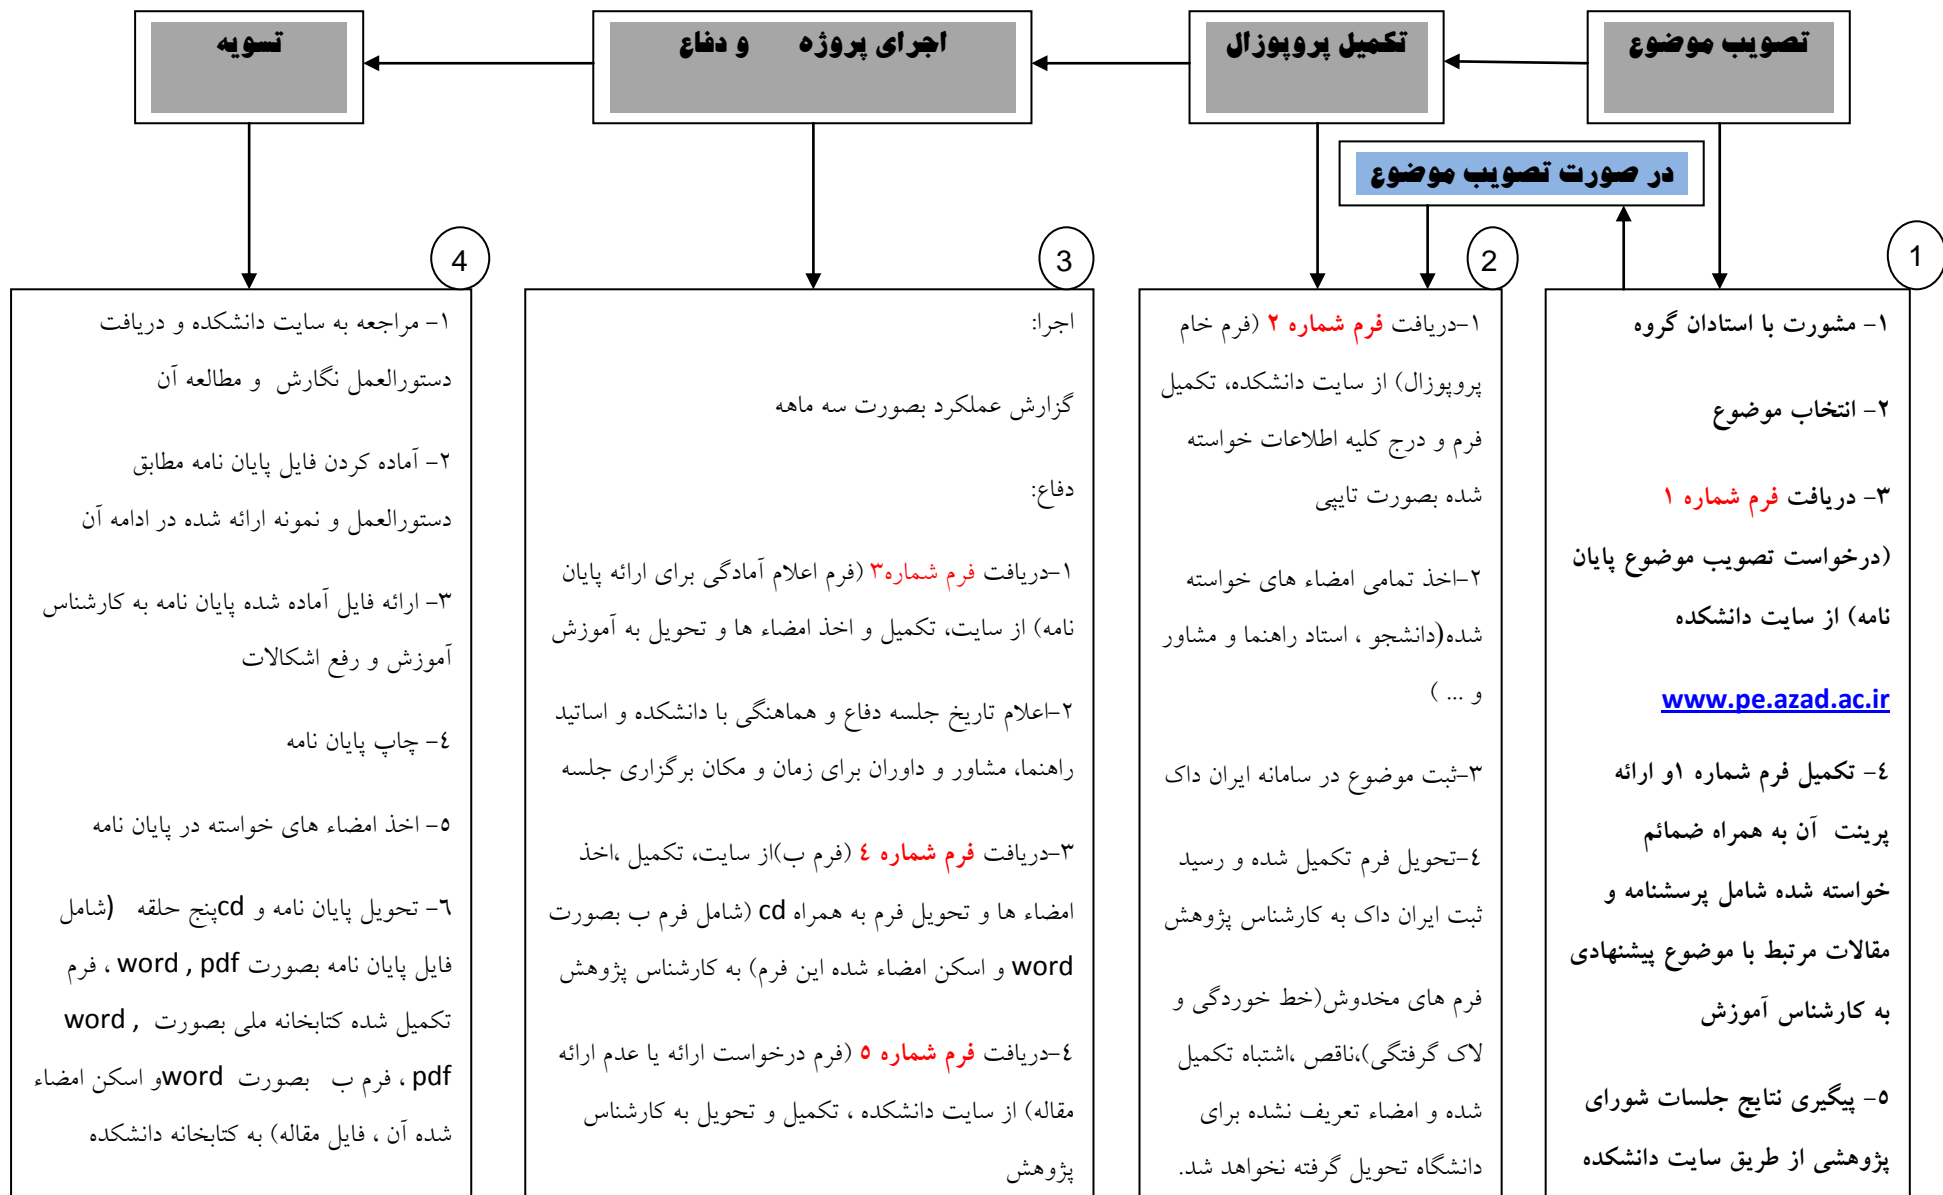 تصویب موضوع
تکمیل پروپوزال
اجرای پروژه و دفاع
تسویه
در صورت تصویب موضوع
1
۱- مشورت با استادان گروه
۲- انتخاب موضوع
۳- دریافت فرم شماره ۱
(درخواست تصویب موضوع پایان
نامه) از سایت دانشکده
www.pe.azad.ac.ir
٤- تکمیل فرم شماره ۱و ارائه
پرینت آن به همراه ضمائم
خواسته شده شامل پرسشنامه و
مقالات مرتبط با موضوع پیشنهادی
به کارشناس آموزش
٥- پیگیری نتایج جلسات شورای
پژوهشی از طریق سایت دانشکده
2
۱-دریافت فرم شماره ۲ (فرم خام
پروپوزال) از سایت دانشکده، تکمیل
فرم و درج کلیه اطلاعات خواسته
شده بصورت تایپی
۲-اخذ تمامی امضاء های خواسته
شده(دانشجو ، استاد راهنما و مشاور
و ... )
۳-ثبت موضوع در سامانه ایران داک
٤-تحویل فرم تکمیل شده و رسید
ثبت ایران داک به کارشناس پژوهش
فرم های مخدوش(خط خوردگی و
لاک گرفتگی)،ناقص ،اشتباه تکمیل
شده و امضاء تعریف نشده برای
دانشگاه تحویل گرفته نخواهد شد.
3
اجرا:
گزارش عملکرد بصورت سه ماهه
دفاع:
۱-دریافت فرم شماره۳ (فرم اعلام آمادگی برای ارائه پایان
نامه) از سایت، تکمیل و اخذ امضاء ها و تحویل به آموزش
۲-اعلام تاریخ جلسه دفاع و هماهنگی با دانشکده و اساتید
راهنما، مشاور و داوران برای زمان و مکان برگزاری جلسه
۳-دریافت فرم شماره ٤ (فرم ب)از سایت، تکمیل ،اخذ
امضاء ها و تحویل فرم به همراه cd (شامل فرم ب بصورت
word و اسکن امضاء شده این فرم) به کارشناس پژوهش
٤-دریافت فرم شماره ٥ (فرم درخواست ارائه یا عدم ارائه
مقاله) از سایت دانشکده ، تکمیل و تحویل به کارشناس
پژوهش
4
۱- مراجعه به سایت دانشکده و دریافت
دستورالعمل نگارش و مطالعه آن
۲- آماده کردن فایل پایان نامه مطابق
دستورالعمل و نمونه ارائه شده در ادامه آن
۳- ارائه فایل آماده شده پایان نامه به کارشناس
آموزش و رفع اشکالات
٤- چاپ پایان نامه
٥- اخذ امضاء های خواسته در پایان نامه
٦- تحویل پایان نامه و cdپنج حلقه (شامل
فایل پایان نامه بصورت word , pdf ، فرم
تکمیل شده کتابخانه ملی بصورت word ,
pdf ، فرم ب بصورت wordو اسکن امضاء
شده آن ، فایل مقاله) به کتابخانه دانشکده